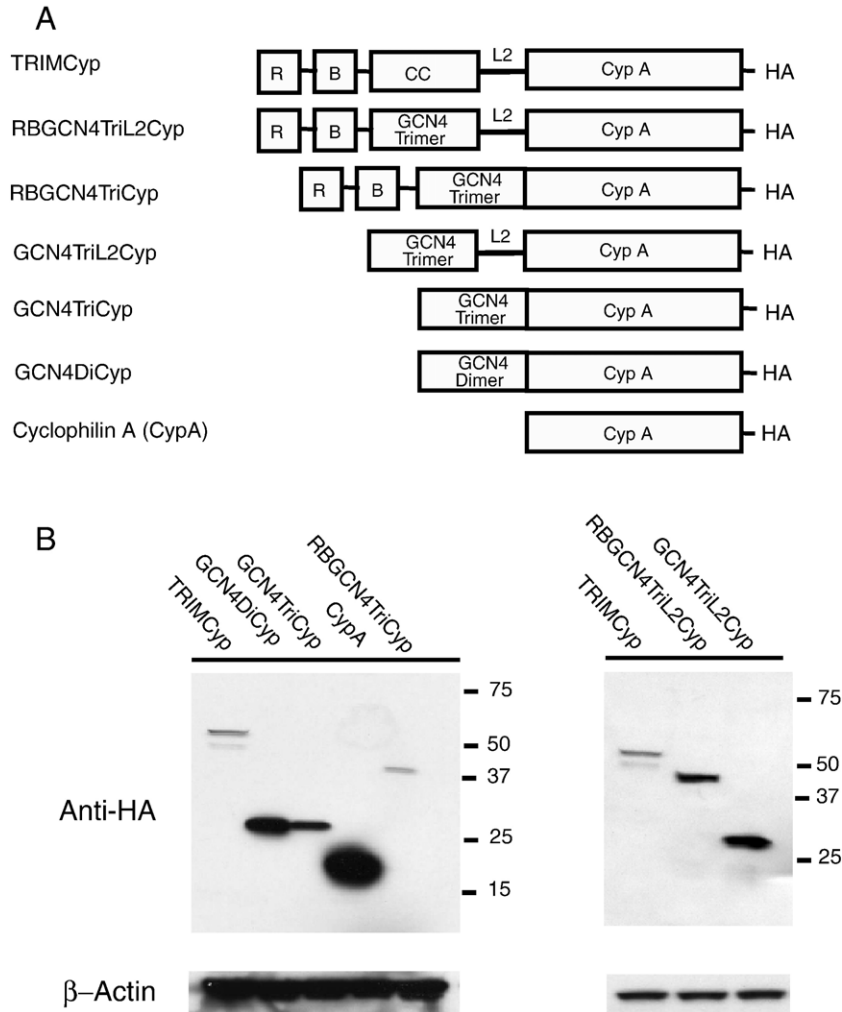 A
TRIMCyp R B CC L2 Cyp A HA
RBGCN4TriL2Cyp R B GCN4 Trimer L2 Cyp A HA
RBGCN4TriCyp R B GCN4 Trimer Cyp A HA
GCN4TriL2Cyp GCN4 Trimer L2 Cyp A HA
GCN4TriCyp GCN4 Trimer Cyp A HA
GCN4DiCyp GCN4 Dimer Cyp A HA
Cyclophilin A (CypA) Cyp A HA
B
TRIMCyp
GCN4DiCyp
GCN4TriCyp
CypA
RBGCN4TriCyp
75
50
37
25
15
TRIMCyp
RBGCN4TriL2Cyp
GCN4TriL2Cyp
75
50
37
25
Anti-HA
β–Actin